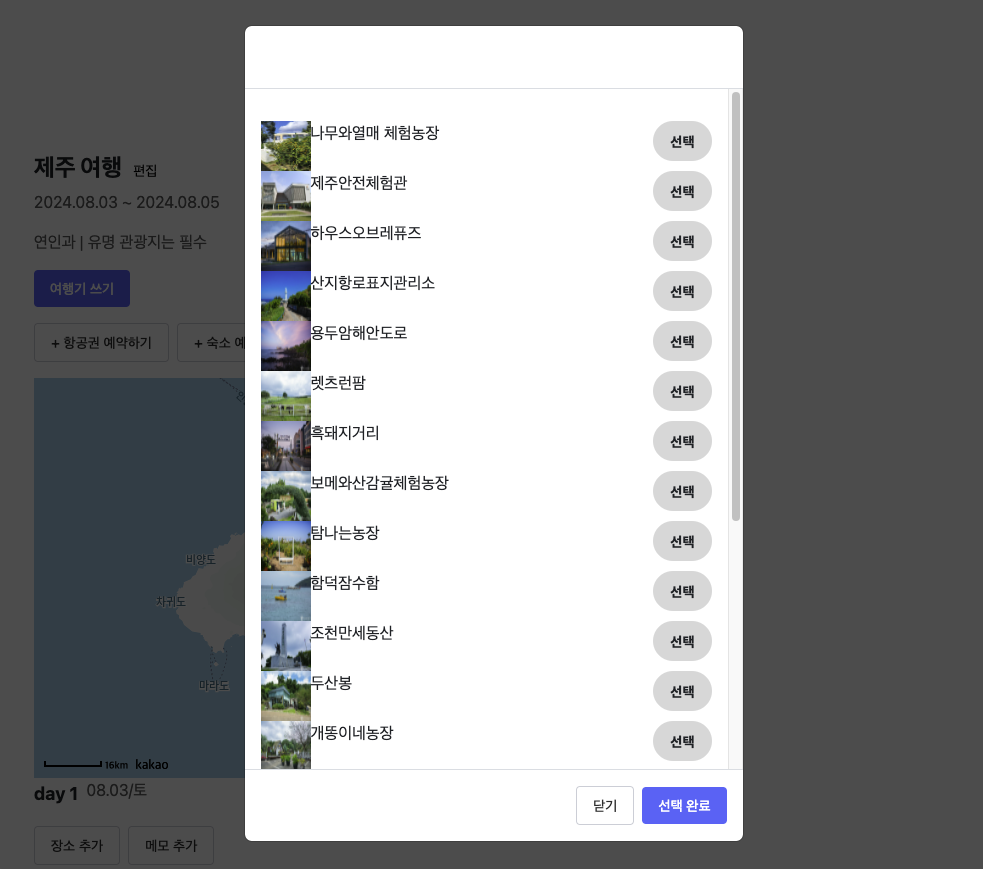 제주 여행 편집
2024.08.03 ~ 2024.08.05
연인과 | 유명 관광지는 필수
여행기 쓰기
+ 항공권 예약하기 + 숙소 예
비양도
차귀도
마라도
16km kakao
day 1 08.03/토
장소 추가 메모 추가
나무와열매 체험농장 선택
제주안전체험관 선택
하우스오브레퓨즈 선택
산지항로표지관리소 선택
용두암해안도로 선택
렛츠런팜 선택
흑돼지거리 선택
보메와산감귤체험농장 선택
탐나는농장 선택
함덕잠수함 선택
조천만세동산 선택
두산봉 선택
개똥이네농장 선택
닫기 선택 완료